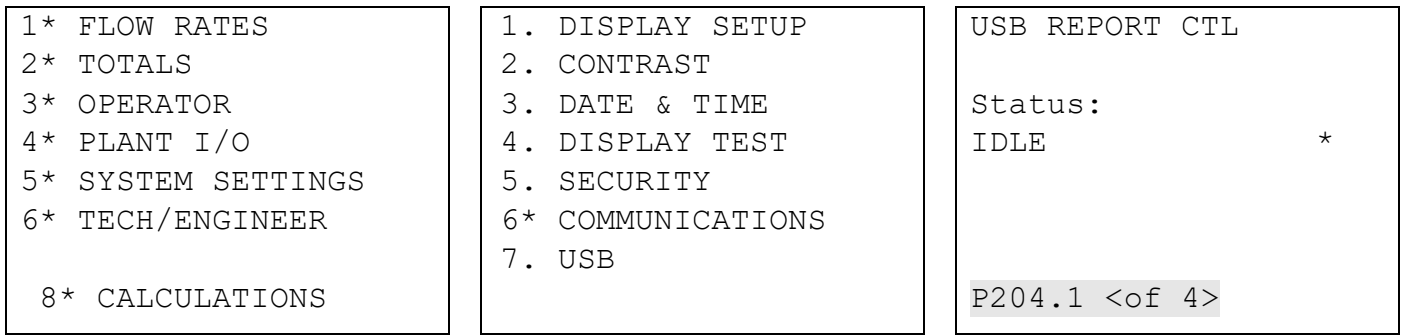 1* FLOW RATES
2* TOTALS
3* OPERATOR
4* PLANT I/O
5* SYSTEM SETTINGS
6* TECH/ENGINEER
8* CALCULATIONS
1. DISPLAY SETUP
2. CONTRAST
3. DATE & TIME
4. DISPLAY TEST
5. SECURITY
6* COMMUNICATIONS
7. USB
USB REPORT CTL
Status:
IDLE *
P204.1 <of 4>